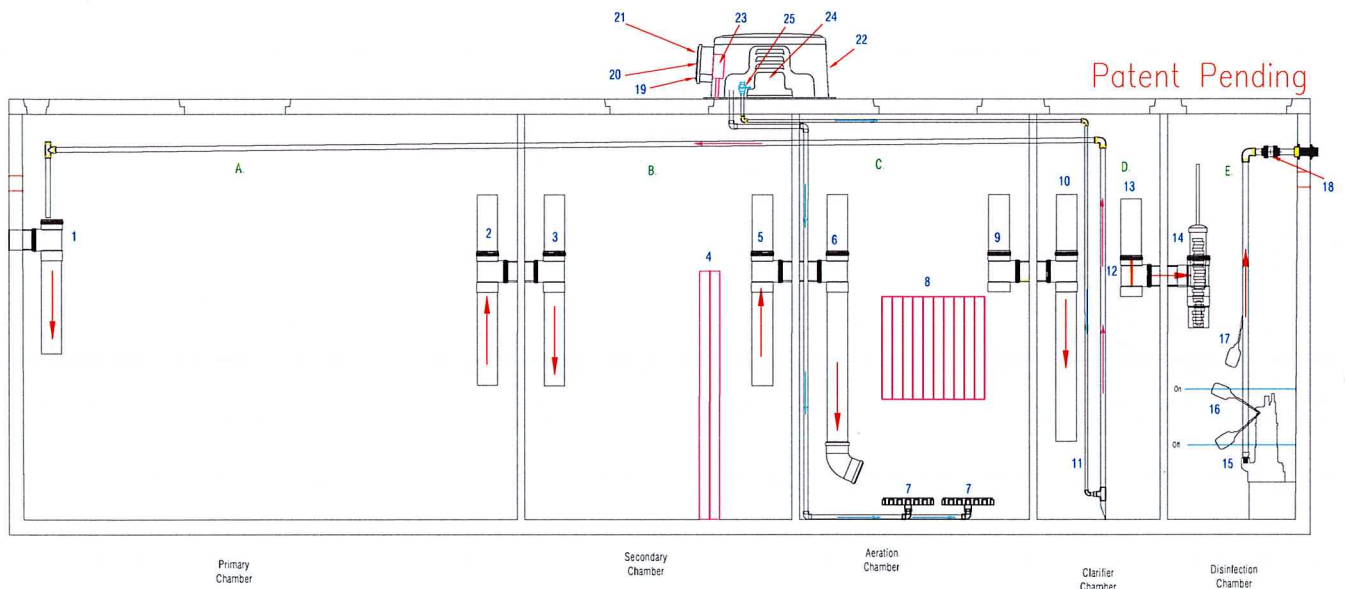 21
23
25
24
22
20
19
Patent Pending
A.
B.
C.
D.
E.
18
1
2
3
4
5
6
9
10
13
14
12
8
17
On
16
Off
15
11
7
7
Primary
Chamber
Secondary
Chamber
Aeration
Chamber
Clarifier
Chamber
Disinfection
Chamber